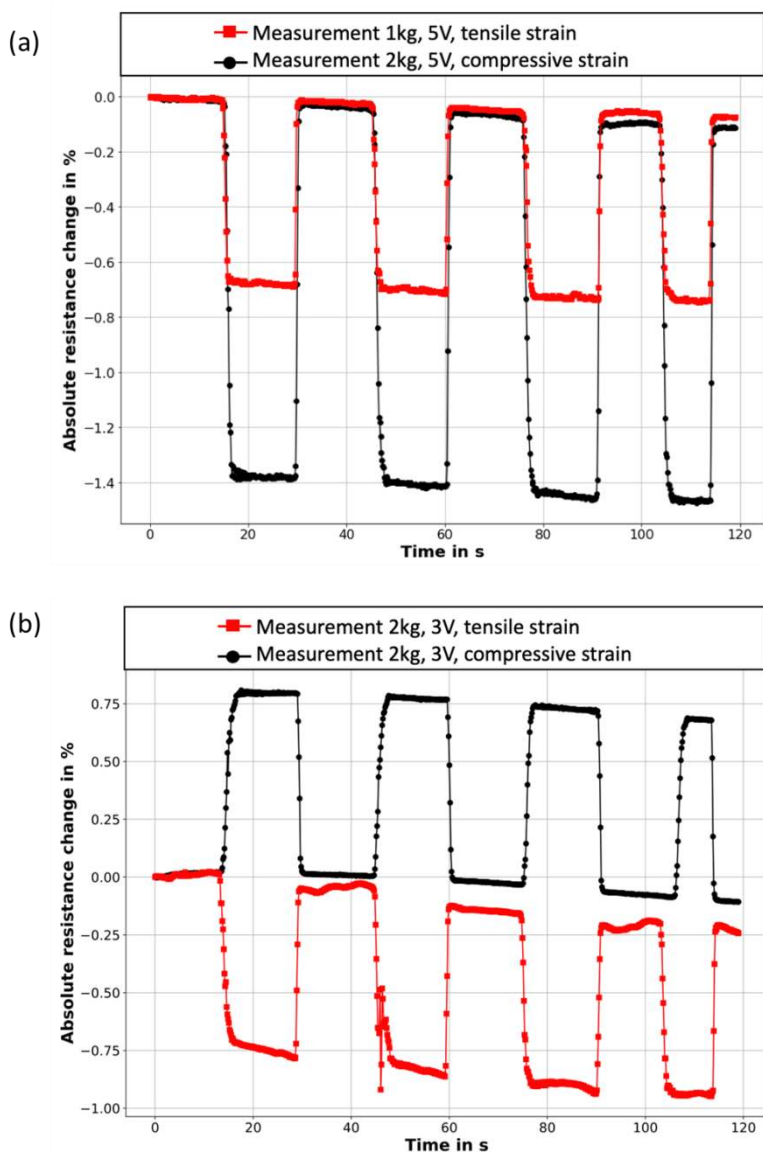 (a)
Measurement 1kg, 5V, tensile strain
Measurement 2kg, 5V, compressive strain
Absolute resistance change in %
0.0
−0.2
−0.4
−0.6
−0.8
−1.0
−1.2
−1.4
0 20 40 60 80 100 120
Time in s
(b)
Measurement 2kg, 3V, tensile strain
Measurement 2kg, 3V, compressive strain
Absolute resistance change in %
0.75
0.50
0.25
0.00
−0.25
−0.50
−0.75
−1.00
0 20 40 60 80 100 120
Time in s